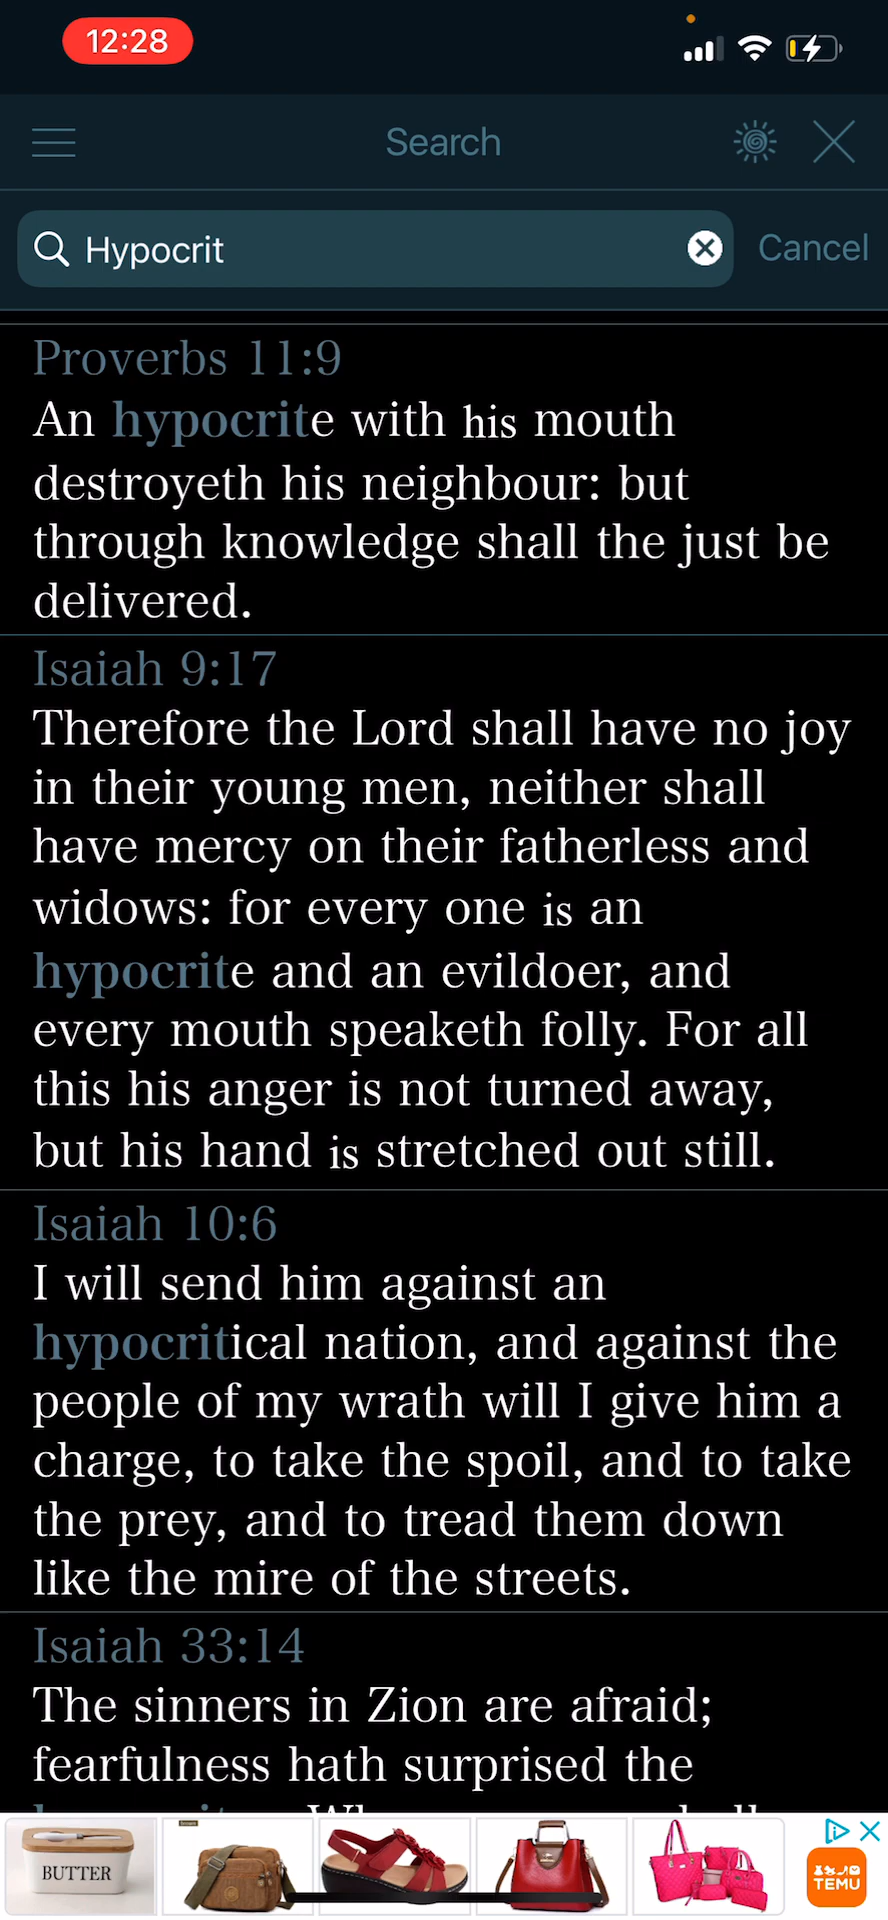 12:28
Search
Hypocrit
Cancel
Proverbs 11:9
An hypocrite with his mouth
destroyeth his neighbour: but
through knowledge shall the just be
delivered.
Isaiah 9:17
Therefore the Lord shall have no joy
in their young men, neither shall
have mercy on their fatherless and
widows: for every one is an
hypocrite and an evildoer, and
every mouth speaketh folly. For all
this his anger is not turned away,
but his hand is stretched out still.
Isaiah 10:6
I will send him against an
hypocritical nation, and against the
people of my wrath will I give him a
charge, to take the spoil, and to take
the prey, and to tread them down
like the mire of the streets.
Isaiah 33:14
The sinners in Zion are afraid;
fearfulness hath surprised the
BUTTER
TEMU